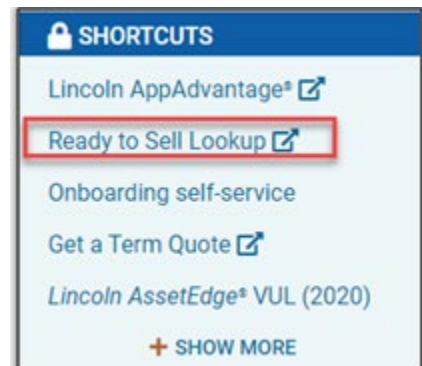 SHORTCUTS
Lincoln AppAdvantage®
Ready to Sell Lookup
Onboarding self-service
Get a Term Quote
Lincoln AssetEdge® VUL (2020)
+ SHOW MORE